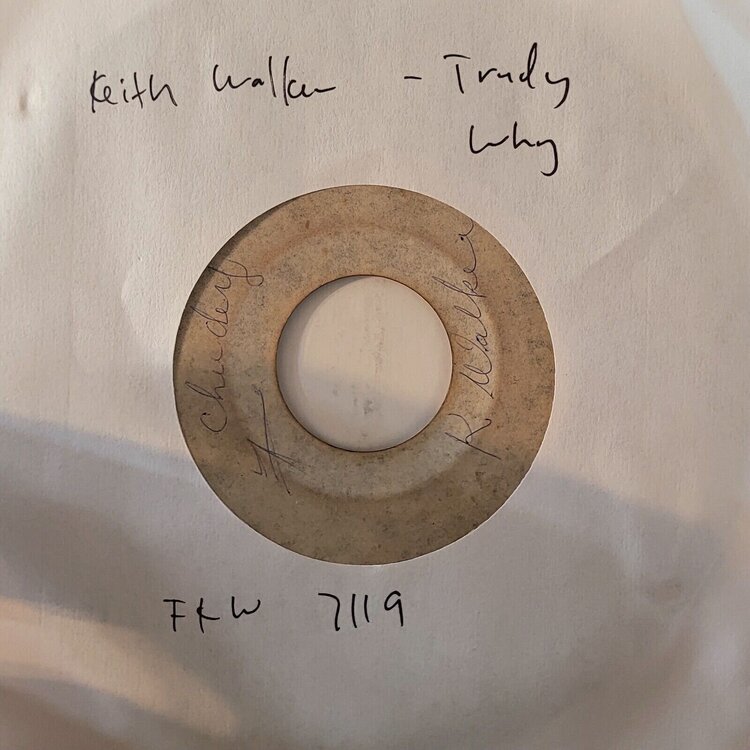 Keith Walker - Trudy
Why
K. Walker
FKW 7119